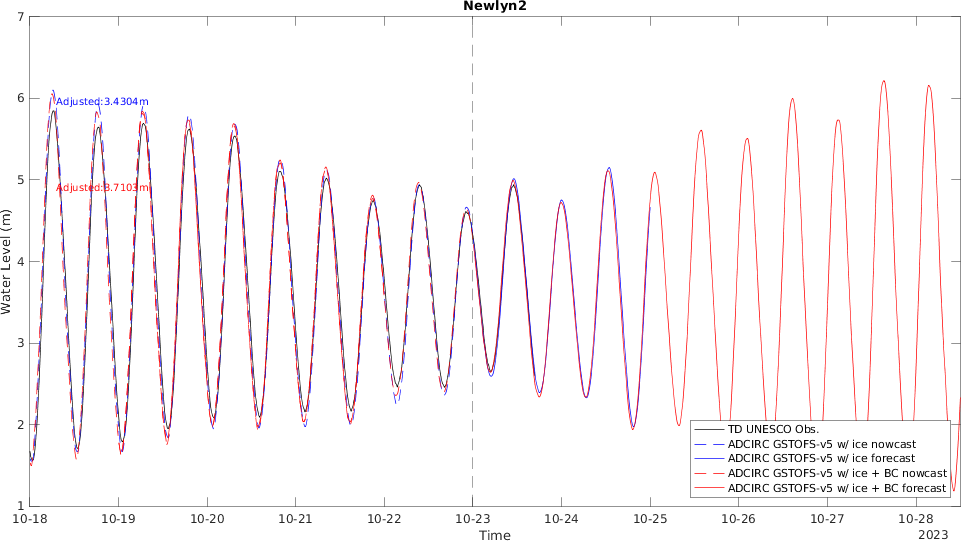 Newlyn2
7
6
5
4
3
2
1
Water Level (m)
Adjusted:3.4304m
Adjusted:3.7103m
TD UNESCO Obs.
ADCIRC GSTOFS-v5 w/ ice nowcast
ADCIRC GSTOFS-v5 w/ ice forecast
ADCIRC GSTOFS-v5 w/ ice + BC nowcast
ADCIRC GSTOFS-v5 w/ ice + BC forecast
10-18 10-19 10-20 10-21 10-22 10-23 10-24 10-25 10-26 10-27 10-28
2023
Time